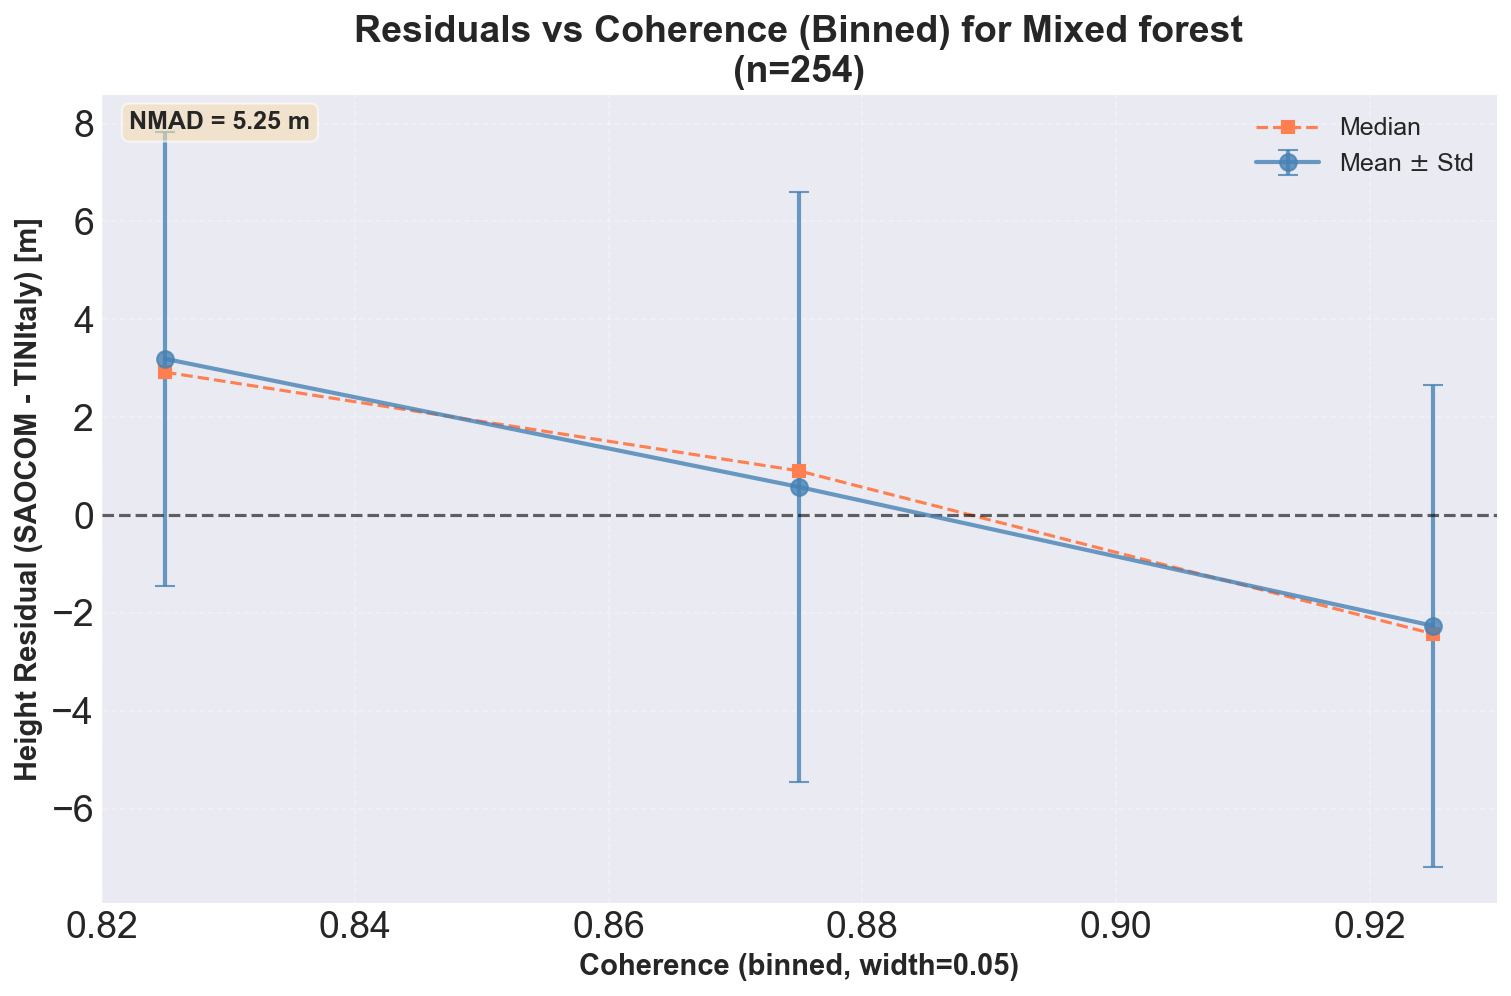 Residuals vs Coherence (Binned) for Mixed forest
(n=254)
NMAD = 5.25 m
Median
Mean ± Std
Height Residual (SAOCOM - TINItaly) [m]
8
6
4
2
0
−2
−4
−6
0.82
0.84
0.86
0.88
0.90
0.92
Coherence (binned, width=0.05)